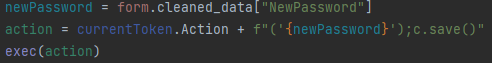 newPassword = form.cleaned_data["NewPassword"]
action = currentToken.Action + f"('{newPassword}');c.save()"
exec(action)